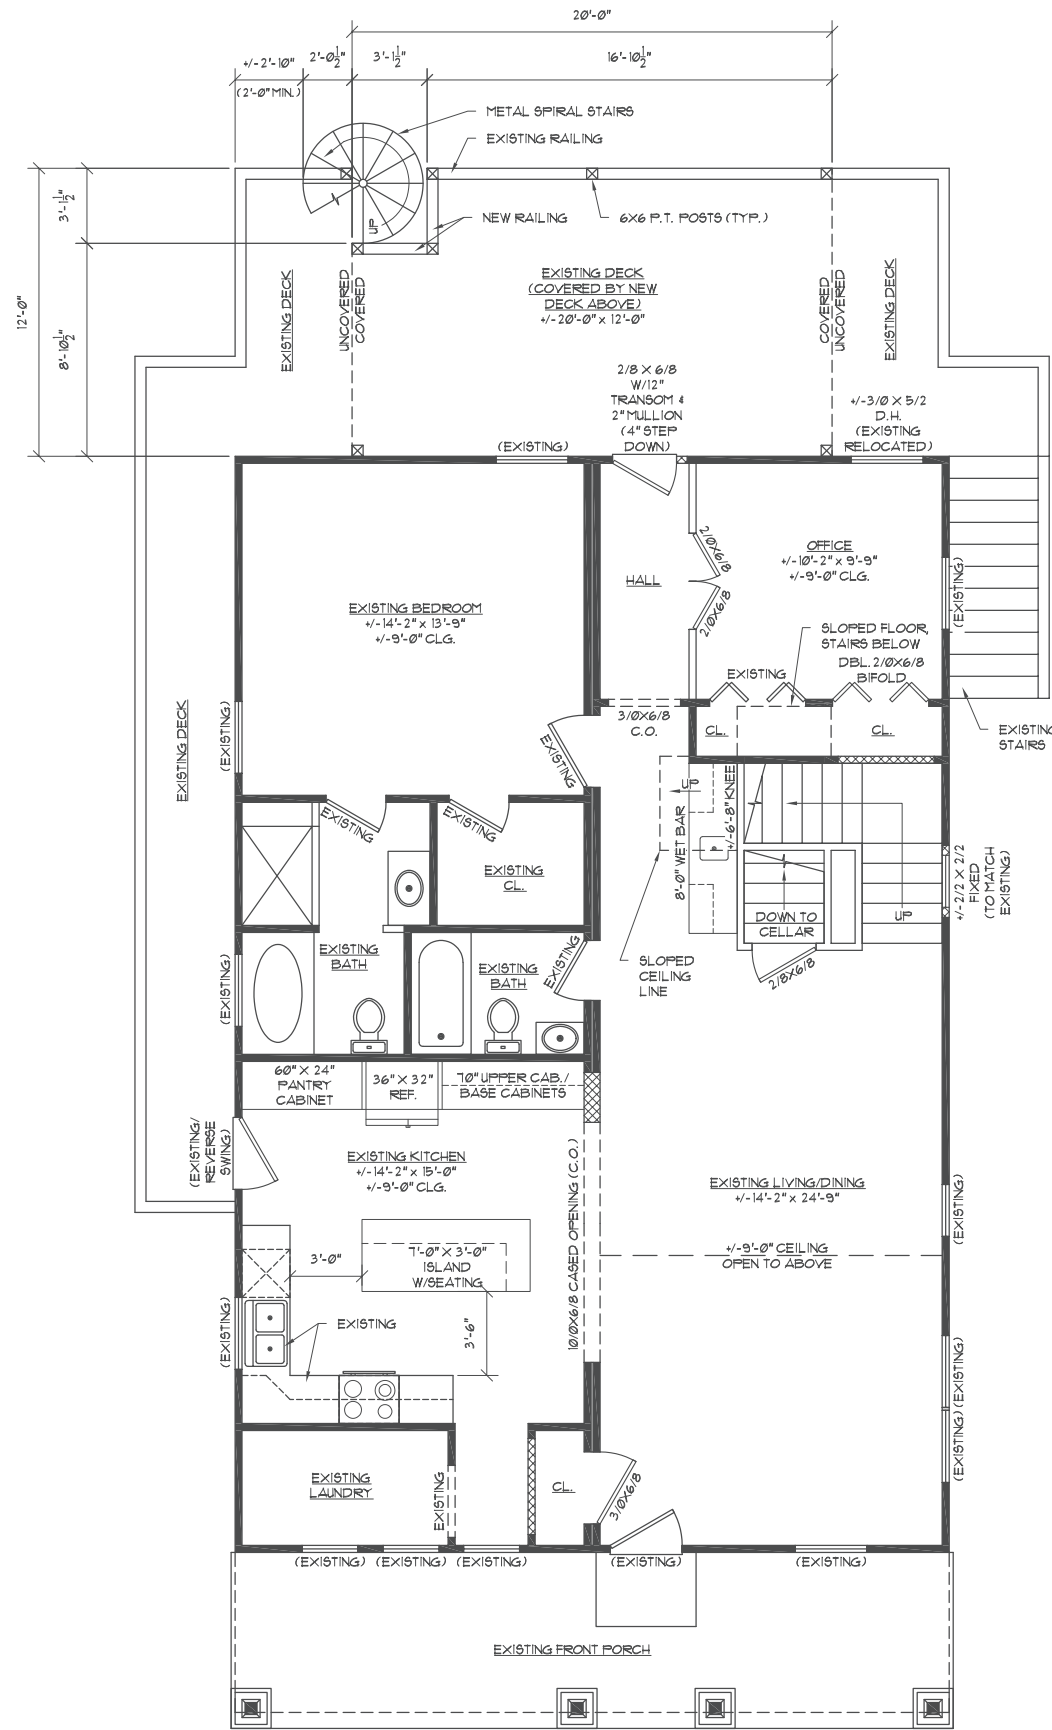 20'-0"
+/-2'-10"
2'-0½"
3'-1½"
16'-10½"
(2'-0" MIN.)
METAL SPIRAL STAIRS
EXISTING RAILING
12'-0"
3'-1½"
8'-10½"
UP
NEW RAILING
6X6 P.T. POSTS (TYP.)
EXISTING DECK
UNCOVERED
COVERED
EXISTING DECK
(COVERED BY NEW
DECK ABOVE)
+/-20'-0" x 12'-0"
COVERED
UNCOVERED
EXISTING DECK
2/8 X 6/8
W/12"
TRANSOM &
2" MULLION
(4" STEP
DOWN)
+/-3/0 X 5/2
D.H.
(EXISTING
RELOCATED)
(EXISTING)
2/0X6/8
2/0X6/8
OFFICE
+/-10'-2" x 9'-9"
+/-9'-0" CLG.
HALL
(EXISTING)
EXISTING BEDROOM
+/-14'-2" x 13'-9"
+/-9'-0" CLG.
SLOPED FLOOR,
STAIRS BELOW
DBL. 2/0X6/8
BIFOLD
EXISTING
3/0X6/8
C.O.
CL.
CL.
EXISTING
STAIRS
EXISTING DECK
(EXISTING)
EXISTING
UP
8'-0" WET BAR
+/-6'-8" KNEE
EXISTING
EXISTING
EXISTING
CL.
DOWN TO
CELLAR
UP
+/-2/2 X 2/2
FIXED
(TO MATCH
EXISTING)
EXISTING
BATH
(EXISTING)
EXISTING
BATH
EXISTING
SLOPED
CEILING
LINE
2/8X6/8
60" X 24"
PANTRY
CABINET
36" X 32"
REF.
70" UPPER CAB./
BASE CABINETS
(EXISTING/
REVERSE
SWING)
EXISTING KITCHEN
+/-14'-2" x 15'-0"
+/-9'-0" CLG.
10/0X6/8 CASED OPENING (C.O.)
EXISTING LIVING/DINING
+/-14'-2" x 24'-9"
(EXISTING)
3'-0"
7'-0" X 3'-0"
ISLAND
W/SEATING
+/-9'-0" CEILING
OPEN TO ABOVE
(EXISTING)
EXISTING
3'-6"
(EXISTING)
(EXISTING)
EXISTING
LAUNDRY
EXISTING
CL.
3/0X6/8
(EXISTING)
(EXISTING)
(EXISTING)
(EXISTING)
(EXISTING)
EXISTING FRONT PORCH